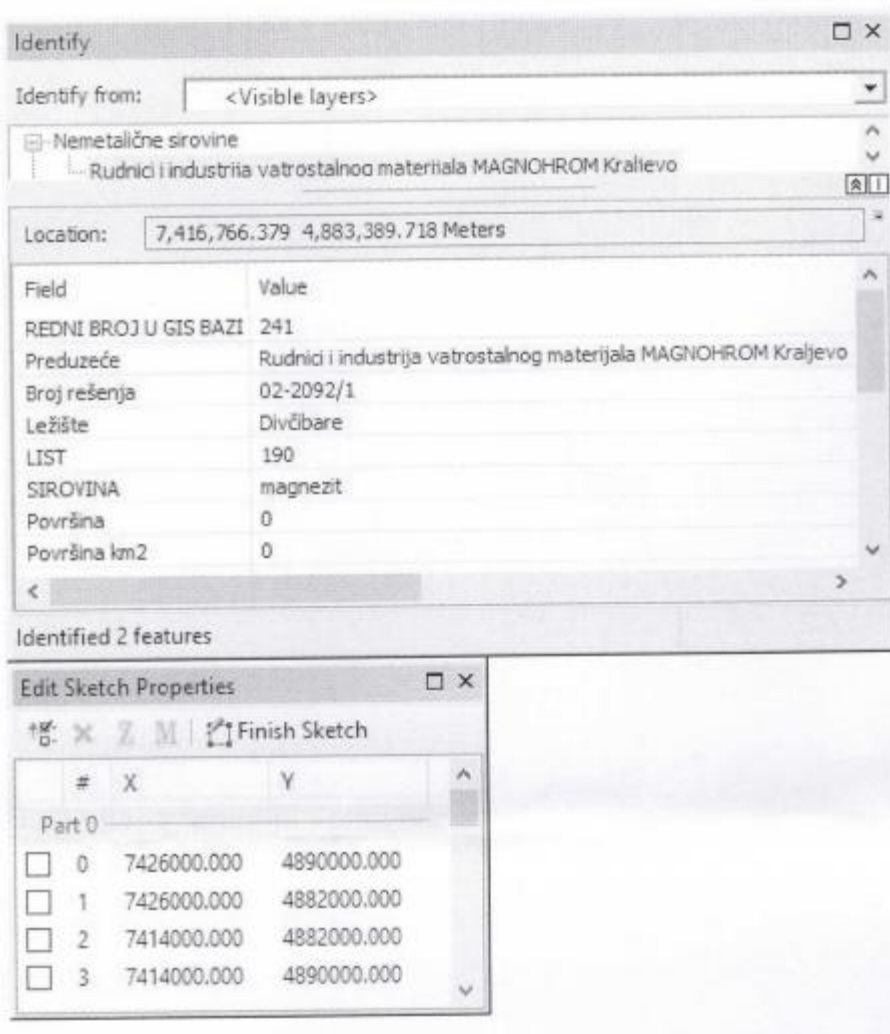 Identify
Identify from: <Visible layers>
Nemetalične sirovine
Rudnici i industrija vatrostalnog materijala MAGNOHROM Kraljevo
Location: 7,416,766.379 4,883,389.718 Meters
Field Value
REDNI BROJ U GIS BAZI 241
Preduzeće Rudnici i industrija vatrostalnog materijala MAGNOHROM Kraljevo
Broj rešenja 02-2092/1
Ležište Divčibare
LIST 190
SIROVINA magnezit
Površina 0
Površina km2 0
Identified 2 features
Edit Sketch Properties
Z M Finish Sketch
# X Y
Part 0
0 7426000.000 4890000.000
1 7426000.000 4882000.000
2 7414000.000 4882000.000
3 7414000.000 4890000.000